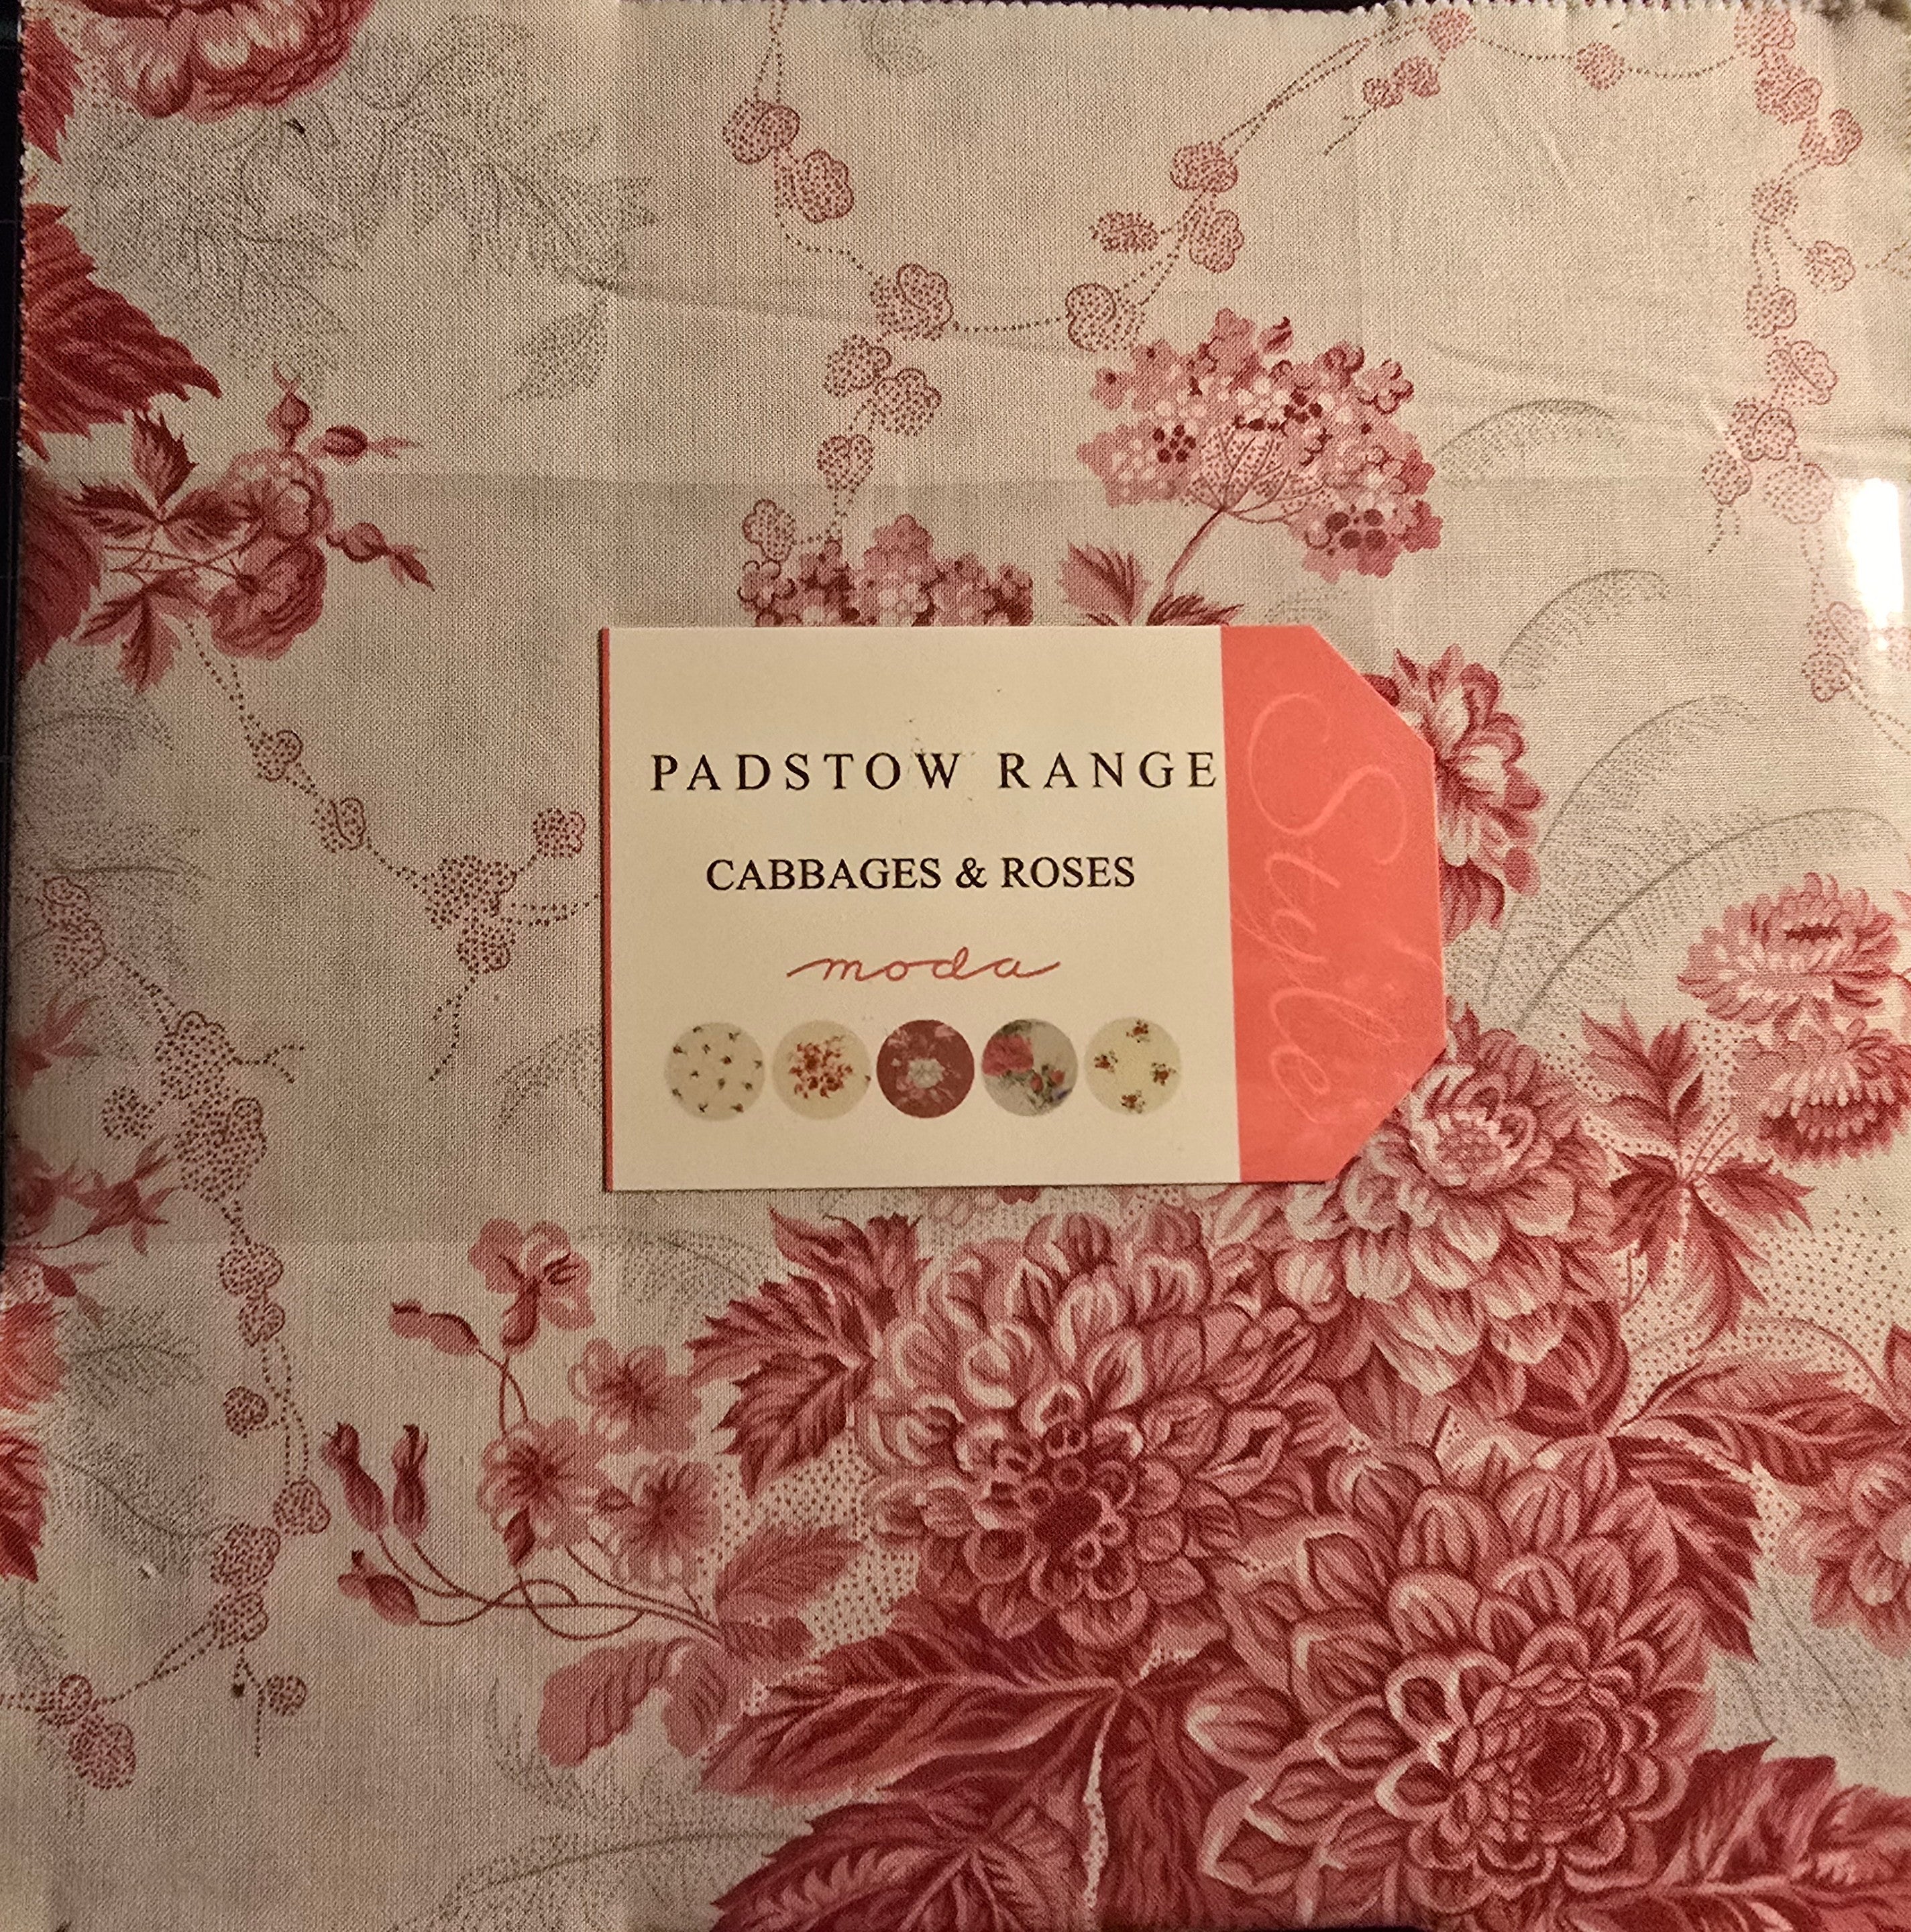 PADSTOW RANGE
CABBAGES & ROSES
moda
Style